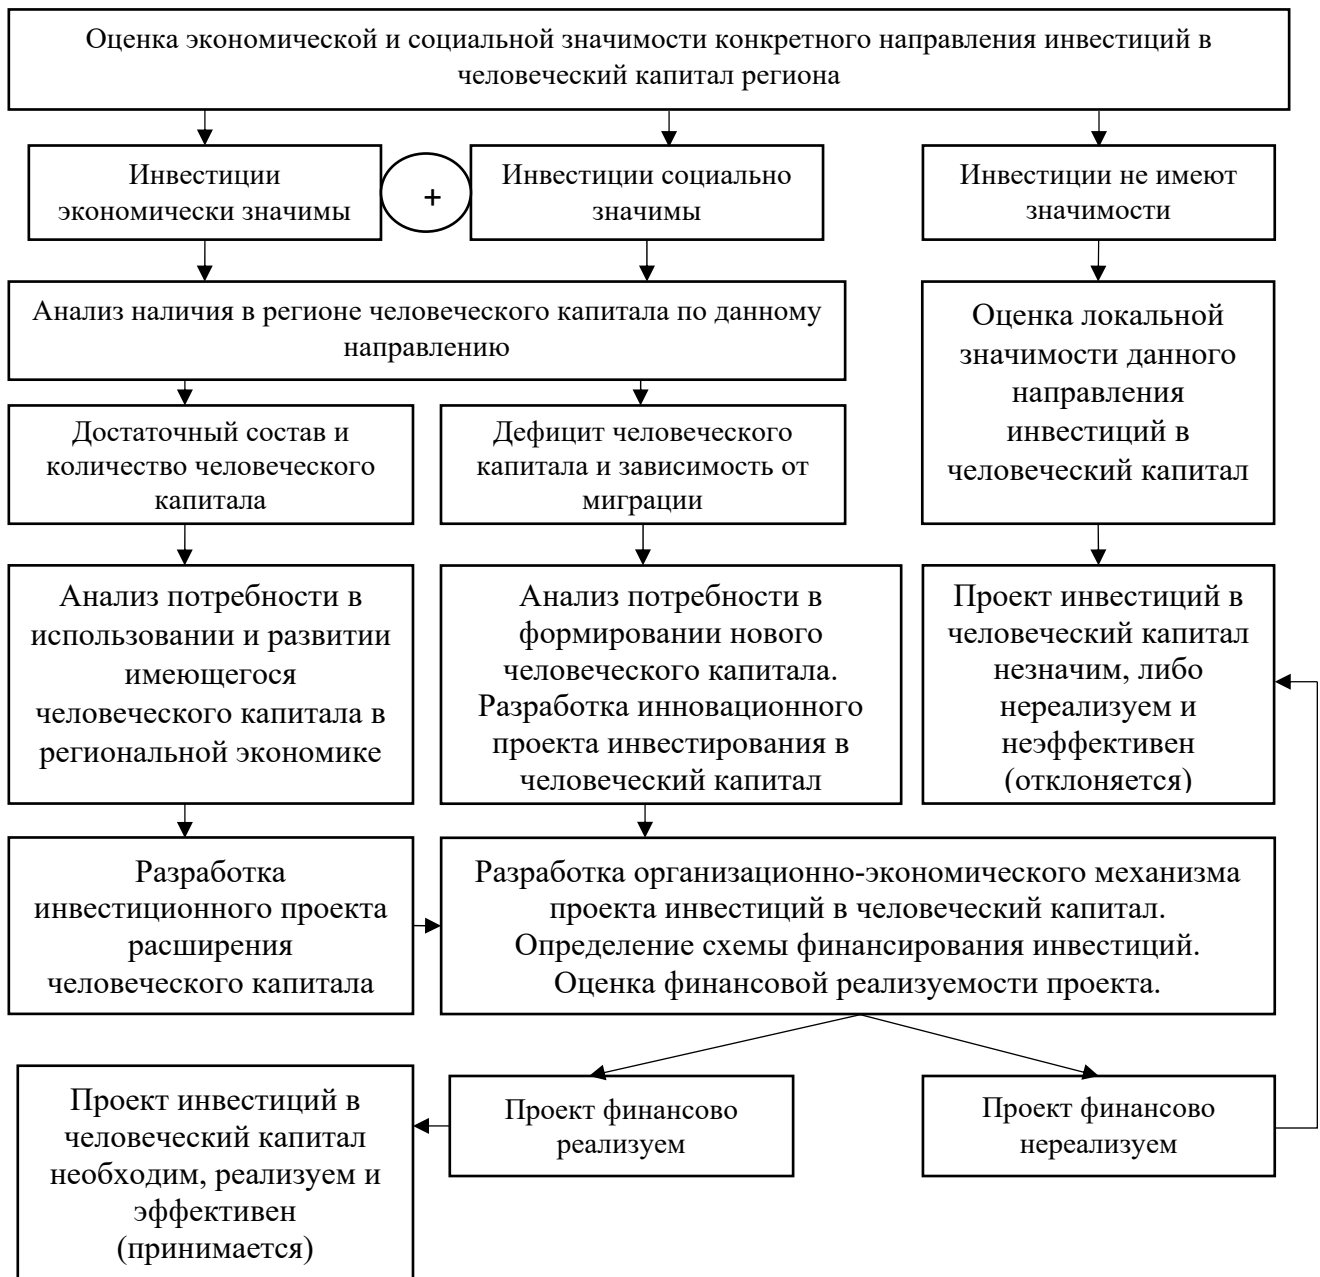 Оценка экономической и социальной значимости конкретного направления инвестиций в
человеческий капитал региона
Инвестиции
экономически значимы
+
Инвестиции социально
значимы
Инвестиции не имеют
значимости
Анализ наличия в регионе человеческого капитала по данному
направлению
Оценка локальной
значимости данного
направления
инвестиций в
человеческий капитал
Достаточный состав и
количество человеческого
капитала
Дефицит человеческого
капитала и зависимость от
миграции
Анализ потребности в
использовании и развитии
имеющегося
человеческого капитала в
региональной экономике
Анализ потребности в
формировании нового
человеческого капитала.
Разработка инновационного
проекта инвестирования в
человеческий капитал
Проект инвестиций в
человеческий капитал
незначим, либо
нереализуем и
неэффективен
(отклоняется)
Разработка
инвестиционного проекта
расширения
человеческого капитала
Разработка организационно-экономического механизма
проекта инвестиций в человеческий капитал.
Определение схемы финансирования инвестиций.
Оценка финансовой реализуемости проекта.
Проект инвестиций в
человеческий капитал
необходим, реализуем и
эффективен
(принимается)
Проект финансово
реализуем
Проект финансово
нереализуем